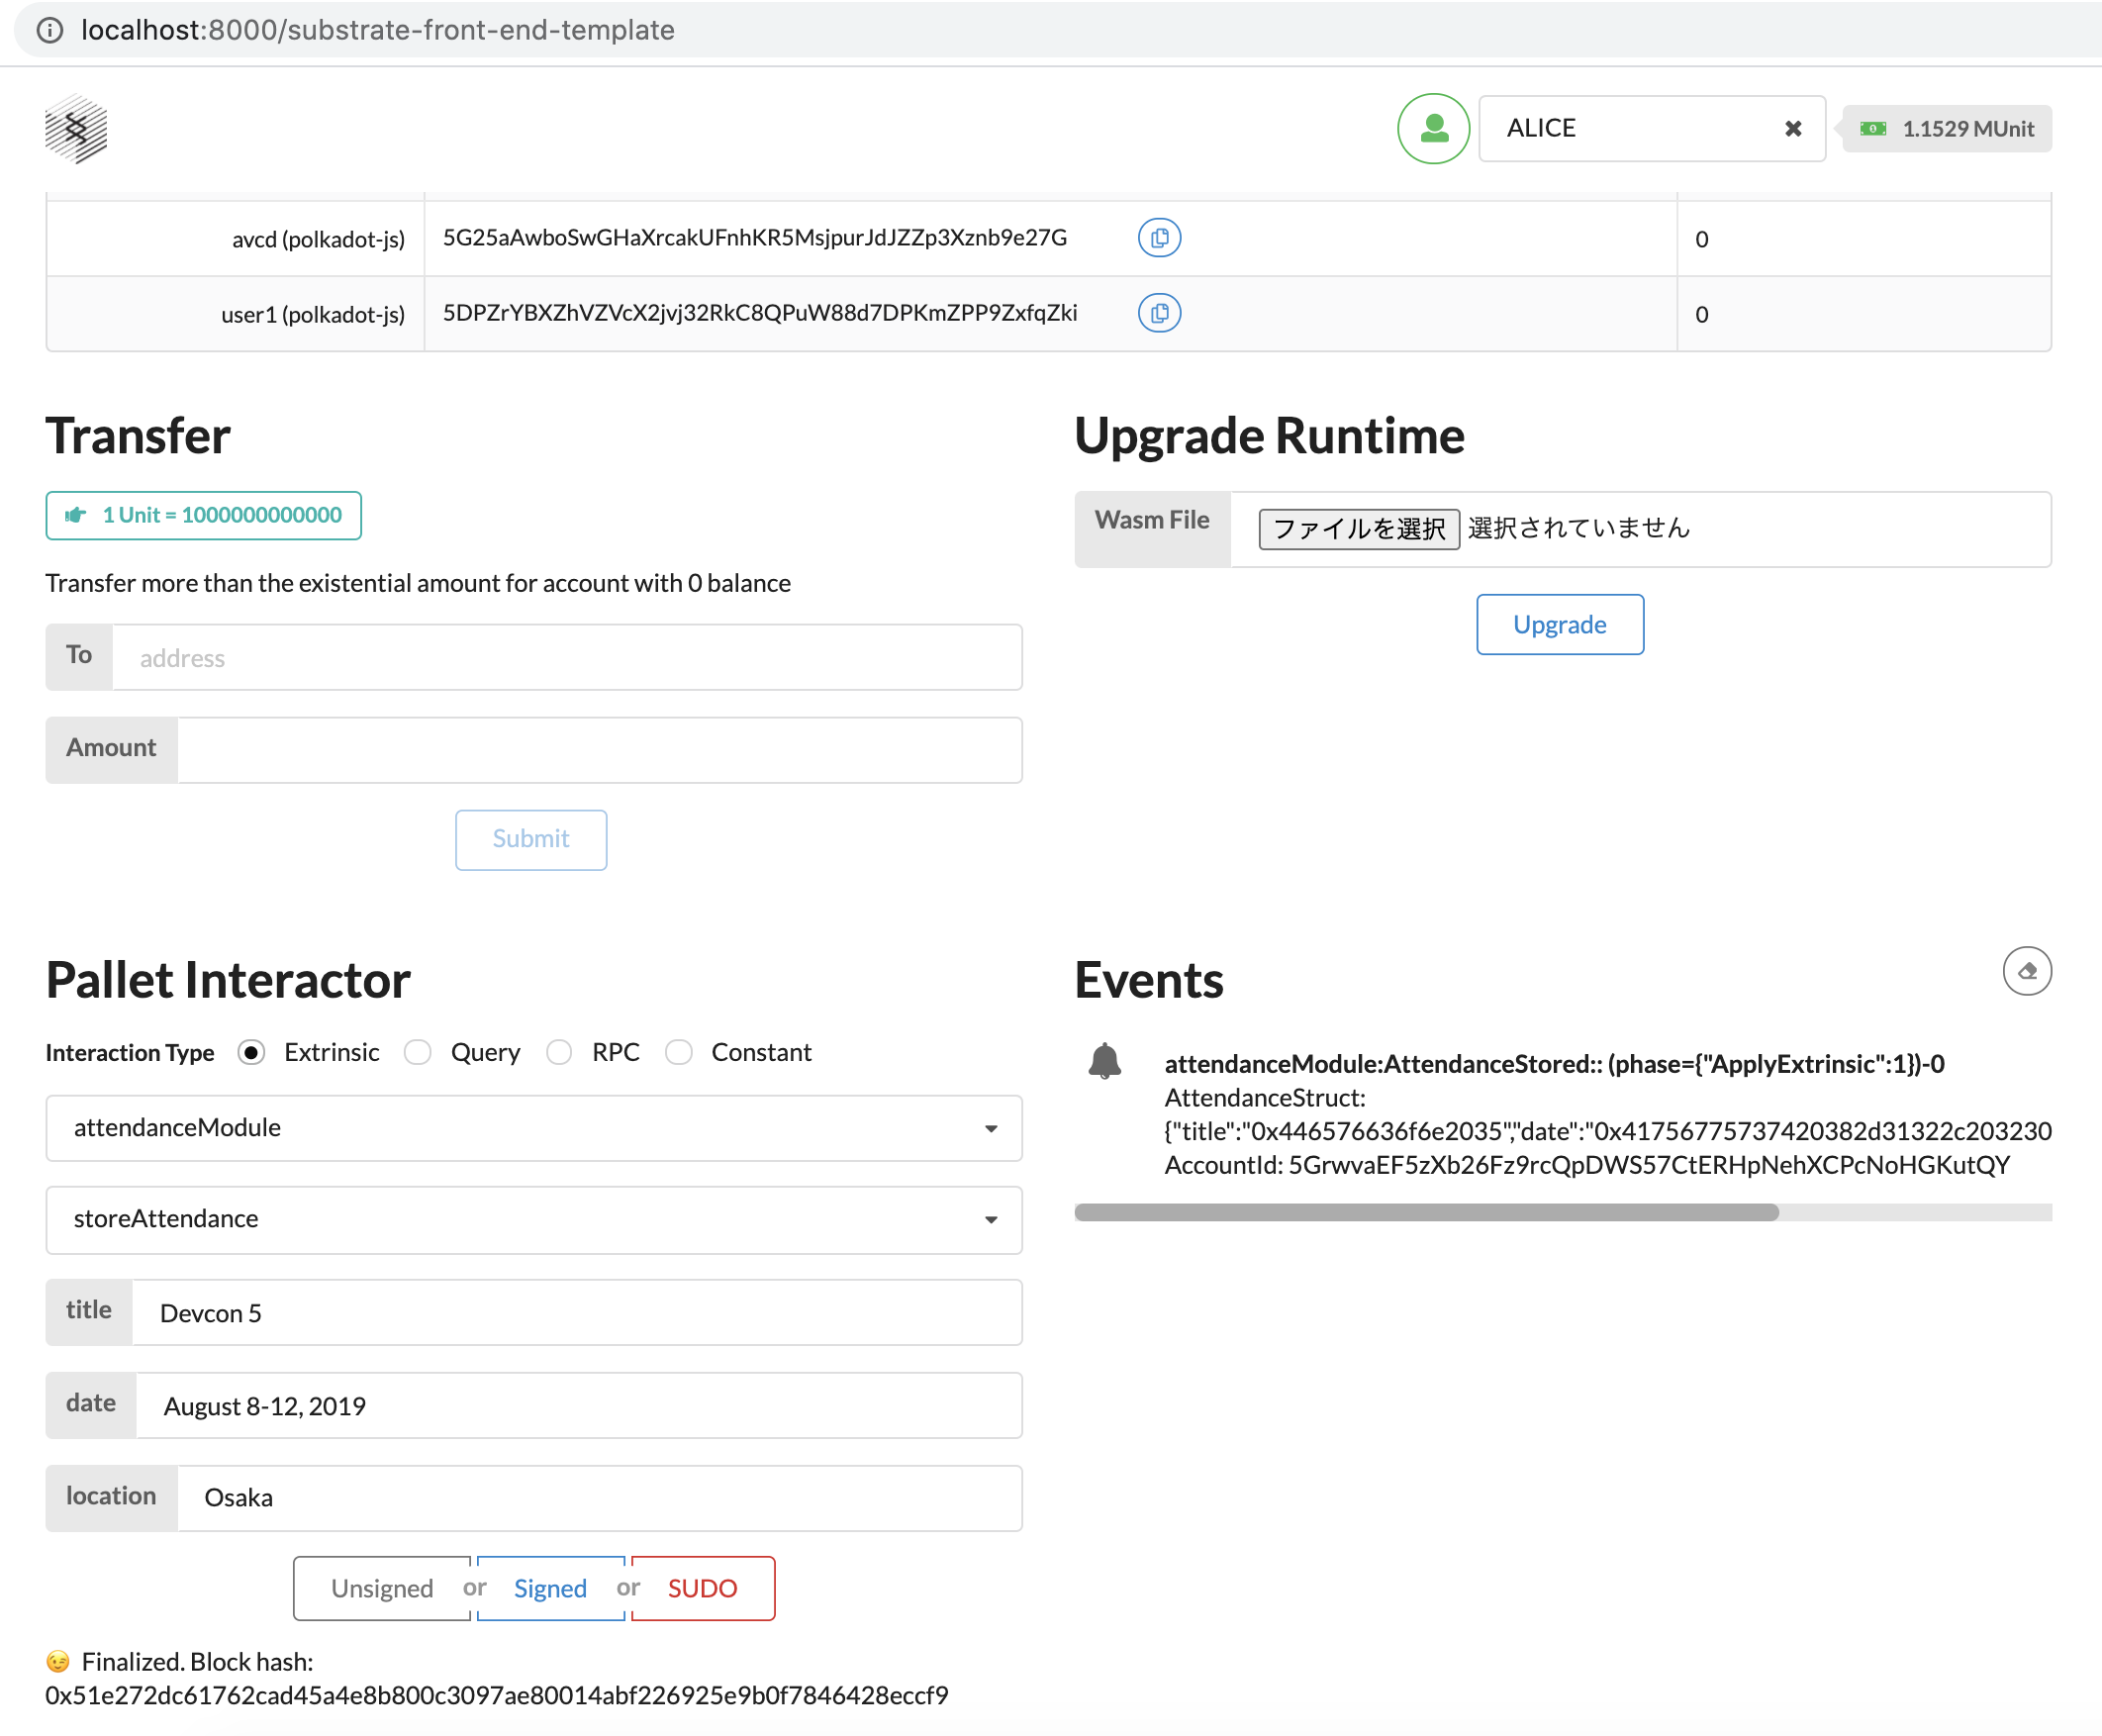 localhost:8000/substrate-front-end-template
ALICE
1.1529 MUnit
avcd (polkadot-js) 5G25aAwboSwGHaXrcakUFnhKR5MsjpurJdJZZp3Xznb9e27G 0
user1 (polkadot-js) 5DPZrYBXZhVZVcX2jvj32RkC8QPuW88d7DPKmZPP9ZxfqZki 0
Transfer
1 Unit = 1000000000000
Transfer more than the existential amount for account with 0 balance
To address
Amount
Submit
Upgrade Runtime
Wasm File ファイルを選択 選択されていません
Upgrade
Pallet Interactor
Interaction Type Extrinsic Query RPC Constant
attendanceModule
storeAttendance
title Devcon 5
date August 8-12, 2019
location Osaka
Unsigned or Signed or SUDO
😉 Finalized. Block hash:
0x51e272dc61762cad45a4e8b800c3097ae80014abf226925e9b0f7846428eccf9
Events
attendanceModule:AttendanceStored:: (phase={"ApplyExtrinsic":1})-0
AttendanceStruct:
{"title":"0x446576636f6e2035","date":"0x41756775737420382d31322c203230
AccountId: 5GrwvaEF5zXb26Fz9rcQpDWS57CtERHpNehXCPcNoHGKutQY